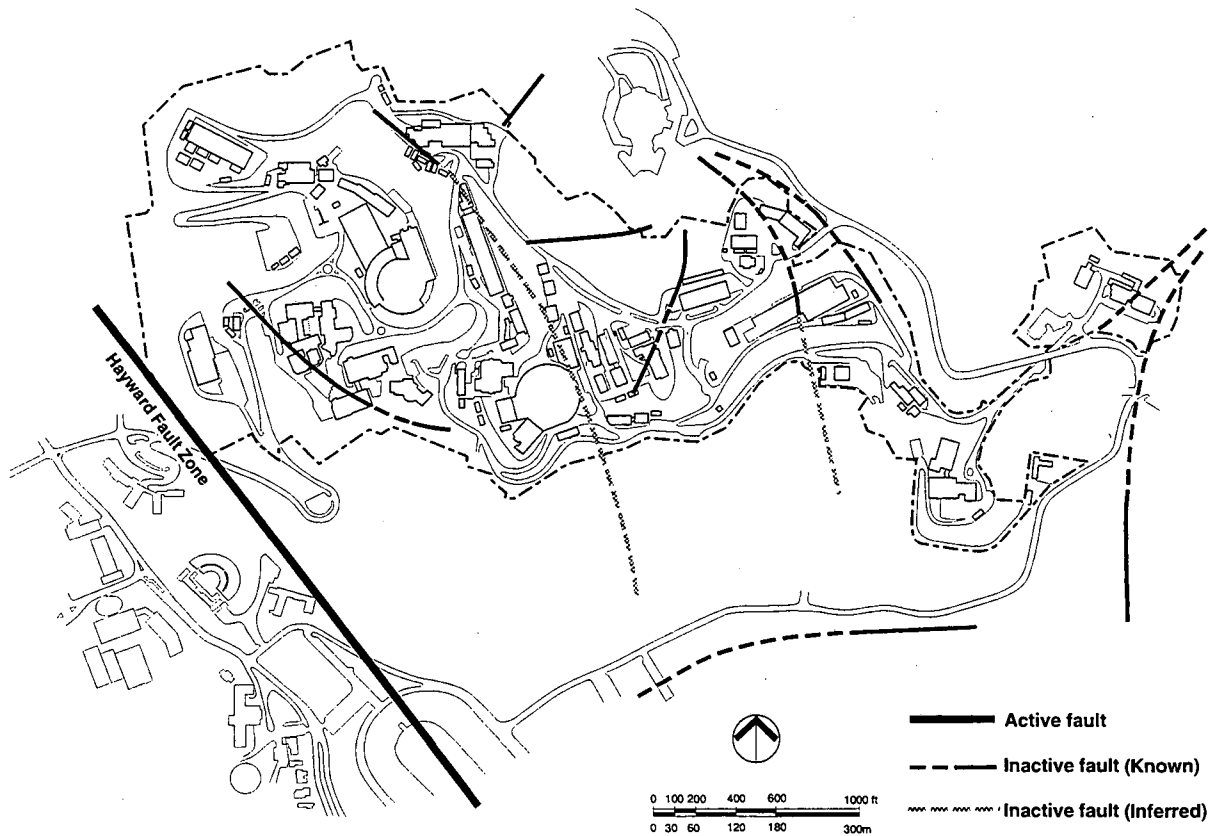 Hayward Fault Zone
Active fault
Inactive fault (Known)
Inactive fault (Inferred)
0 100 200 400 600 1000 ft
0 30 60 120 180 300m